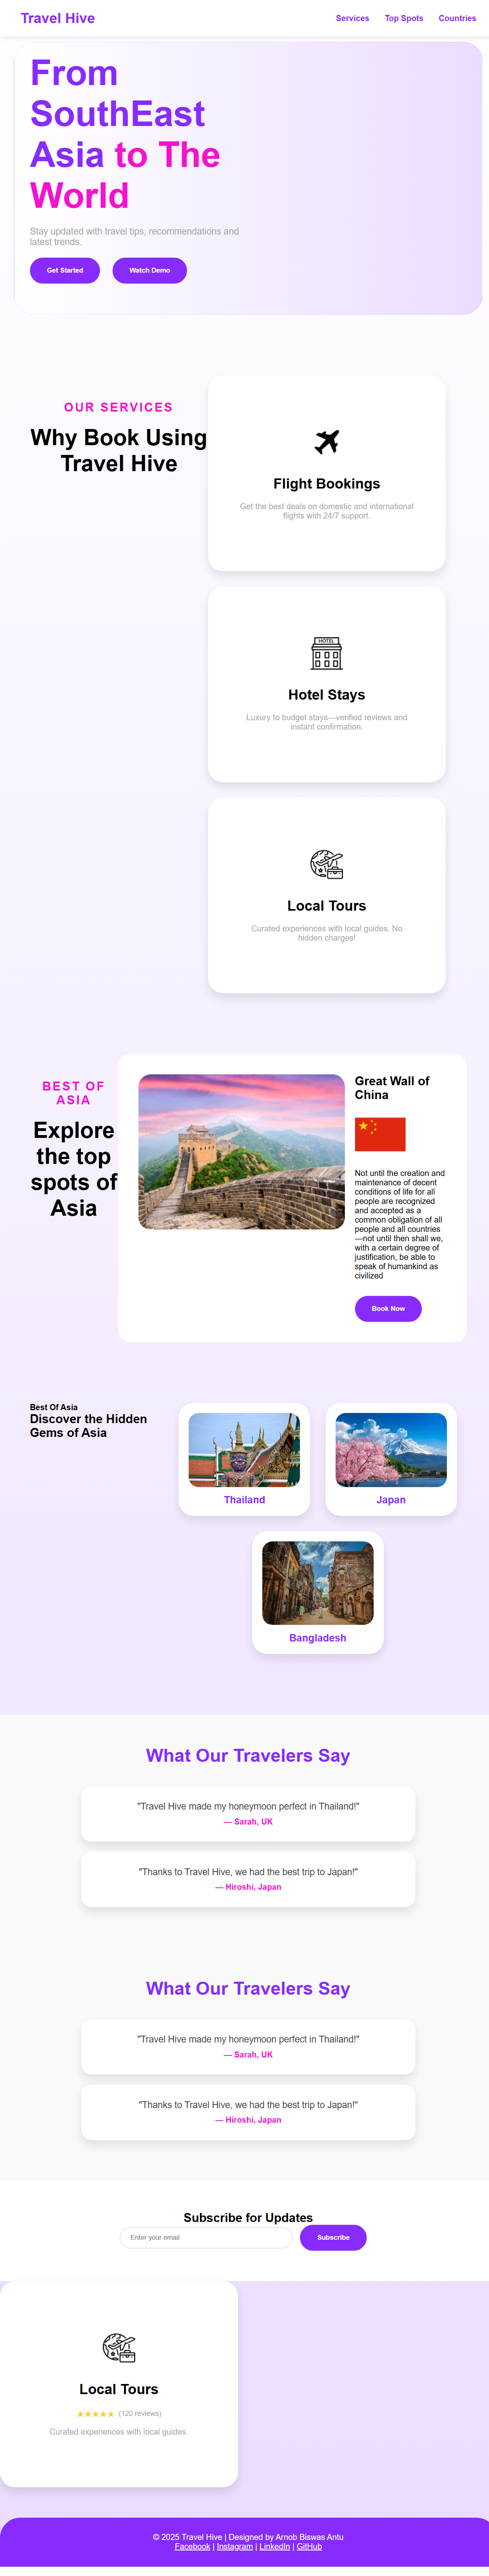 Travel Hive
Services
Top Spots
Countries
From
SouthEast
Asia to The
World
Stay updated with travel tips, recommendations and
latest trends.
Get Started
Watch Demo
OUR SERVICES
Why Book Using
Travel Hive
Flight Bookings
Get the best deals on domestic and international
flights with 24/7 support.
HOTEL
Hotel Stays
Luxury to budget stays—verified reviews and
instant confirmation.
Local Tours
Curated experiences with local guides. No
hidden charges!
BEST OF
ASIA
Explore
the top
spots of
Asia
Great Wall of
China
Not until the creation and
maintenance of decent
conditions of life for all
people are recognized
and accepted as a
common obligation of all
people and all countries
—not until then shall we,
with a certain degree of
justification, be able to
speak of humankind as
civilized
Book Now
Best Of Asia
Discover the Hidden
Gems of Asia
Thailand
Japan
Bangladesh
What Our Travelers Say
"Travel Hive made my honeymoon perfect in Thailand!"
— Sarah, UK
"Thanks to Travel Hive, we had the best trip to Japan!"
— Hiroshi, Japan
What Our Travelers Say
"Travel Hive made my honeymoon perfect in Thailand!"
— Sarah, UK
"Thanks to Travel Hive, we had the best trip to Japan!"
— Hiroshi, Japan
Subscribe for Updates
Enter your email
Subscribe
Local Tours
★★★★★ (120 reviews)
Curated experiences with local guides.
© 2025 Travel Hive | Designed by Arnob Biswas Antu
Facebook | Instagram | LinkedIn | GitHub